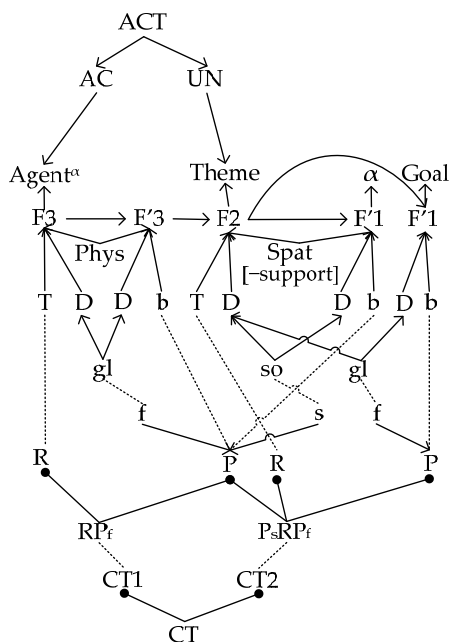 ACT
AC UN
Agentᵅ Theme α Goal
F3 F'3 F2 F'1 F'1
Phys Spat
[–support]
T D D b T D D b D b
gl so gl
f s f
R P R P
RPf PsRPf
CT1 CT2
CT